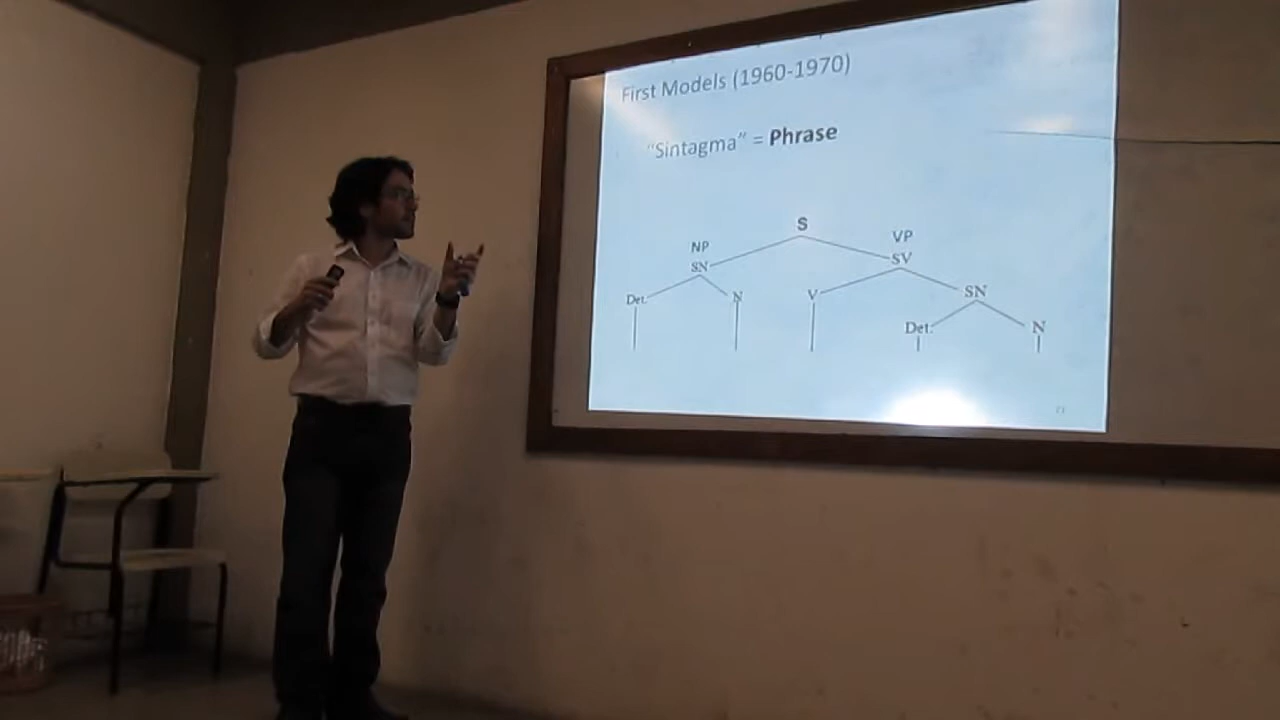 First Models (1960-1970)
"Sintagma" = Phrase
S
NP VP
SN SV
Det. N V SN
Det. N